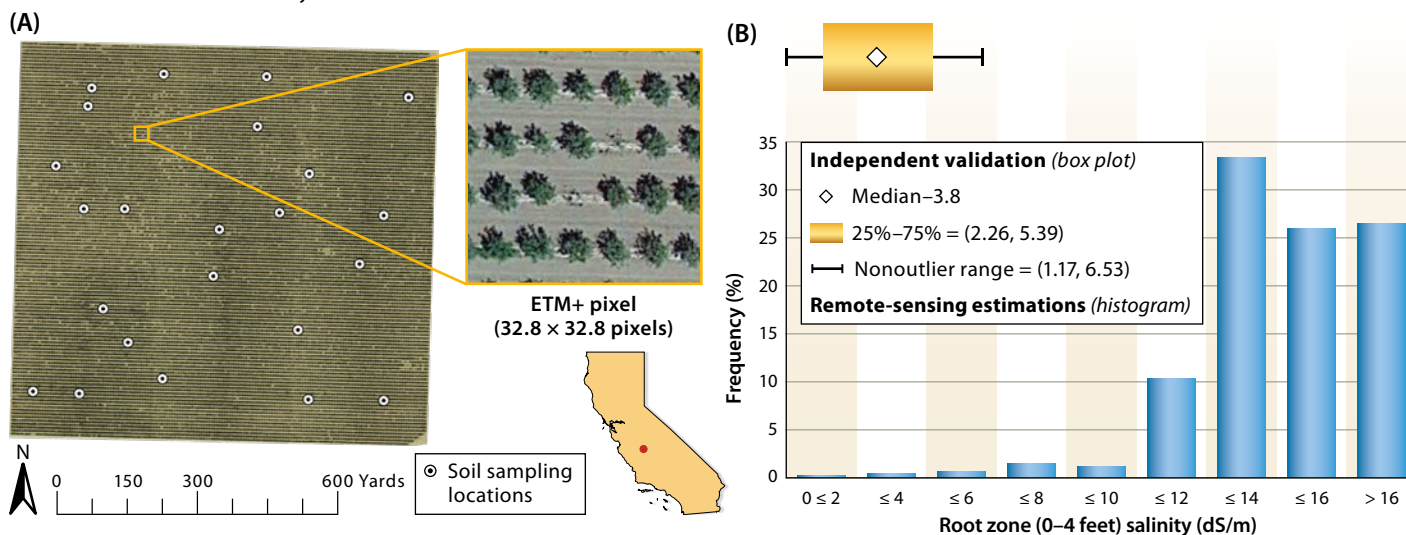 (A)
ETM+ pixel
(32.8 × 32.8 pixels)
N
0 150 300 600 Yards
Soil sampling
locations
(B)
35
30
25
20
15
10
5
0
Frequency (%)
Independent validation (box plot)
Median–3.8
25%–75% = (2.26, 5.39)
Nonoutlier range = (1.17, 6.53)
Remote-sensing estimations (histogram)
0 ≤ 2 ≤ 4 ≤ 6 ≤ 8 ≤ 10 ≤ 12 ≤ 14 ≤ 16 > 16
Root zone (0–4 feet) salinity (dS/m)